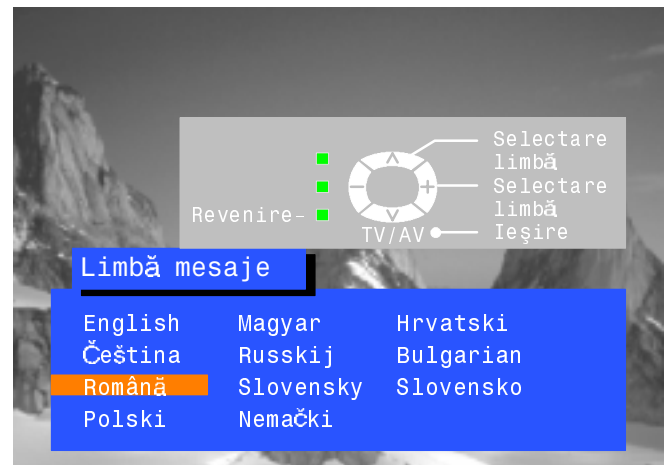 Selectare
limbă
Selectare
limbă
Revenire-
TV/AV Ieşire
Limbă mesaje
English Magyar Hrvatski
Čeština Russkij Bulgarian
Română Slovensky Slovensko
Polski Nemački